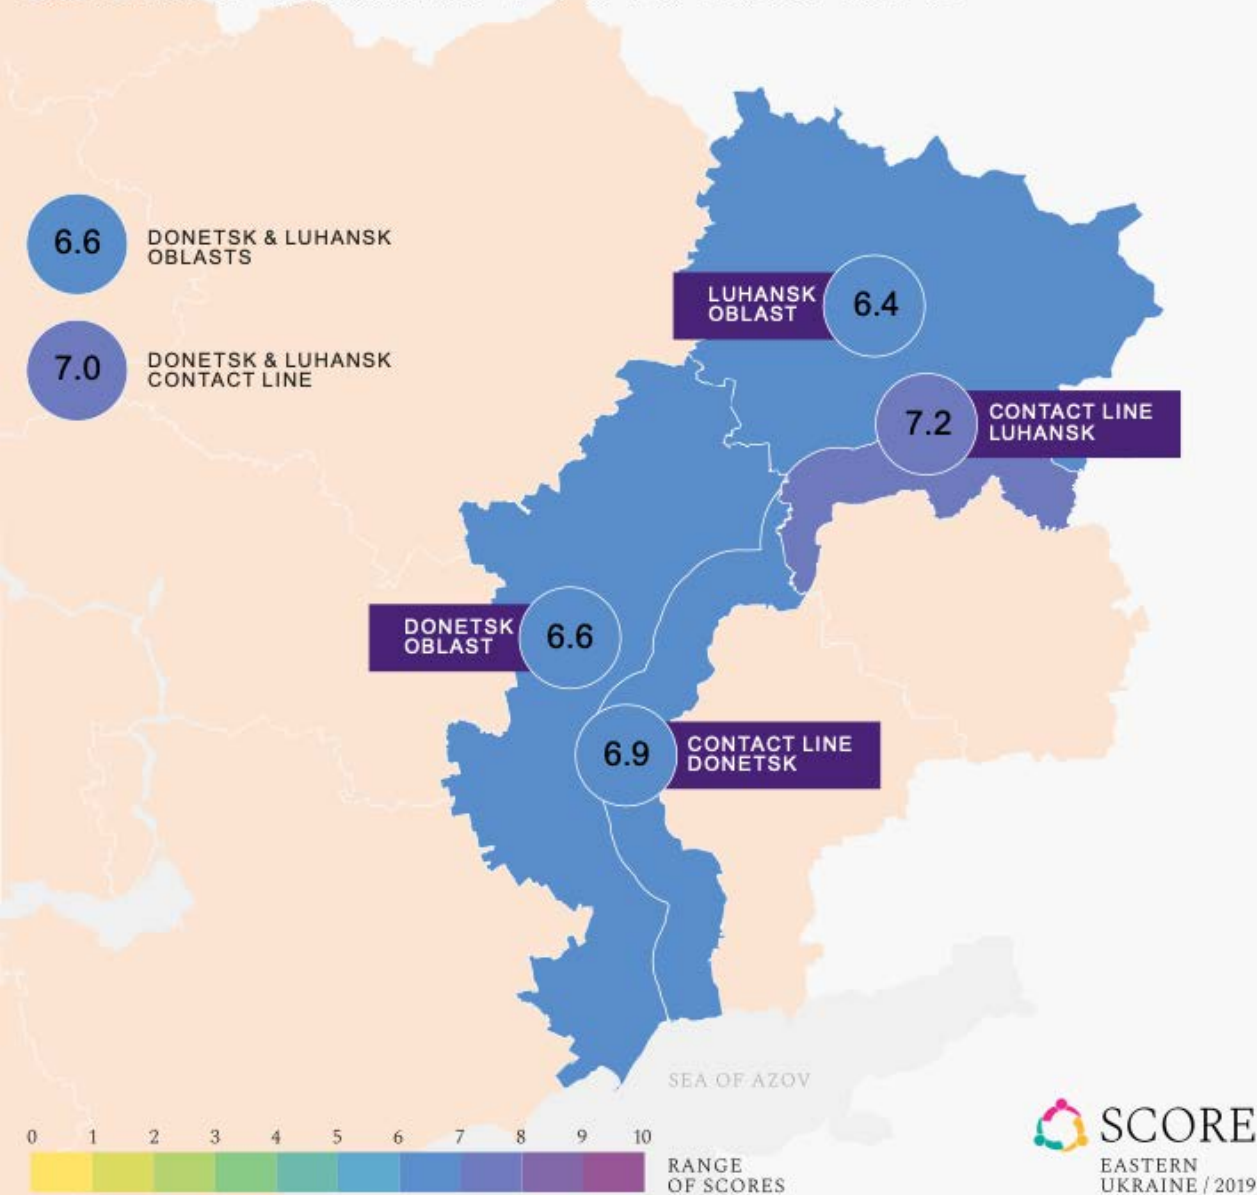 6.6
DONETSK & LUHANSK
OBLASTS
7.0
DONETSK & LUHANSK
CONTACT LINE
LUHANSK
OBLAST
6.4
7.2
CONTACT LINE
LUHANSK
DONETSK
OBLAST
6.6
6.9
CONTACT LINE
DONETSK
SEA OF AZOV
0 1 2 3 4 5 6 7 8 9 10
RANGE
OF SCORES
SCORE
EASTERN
UKRAINE / 2019